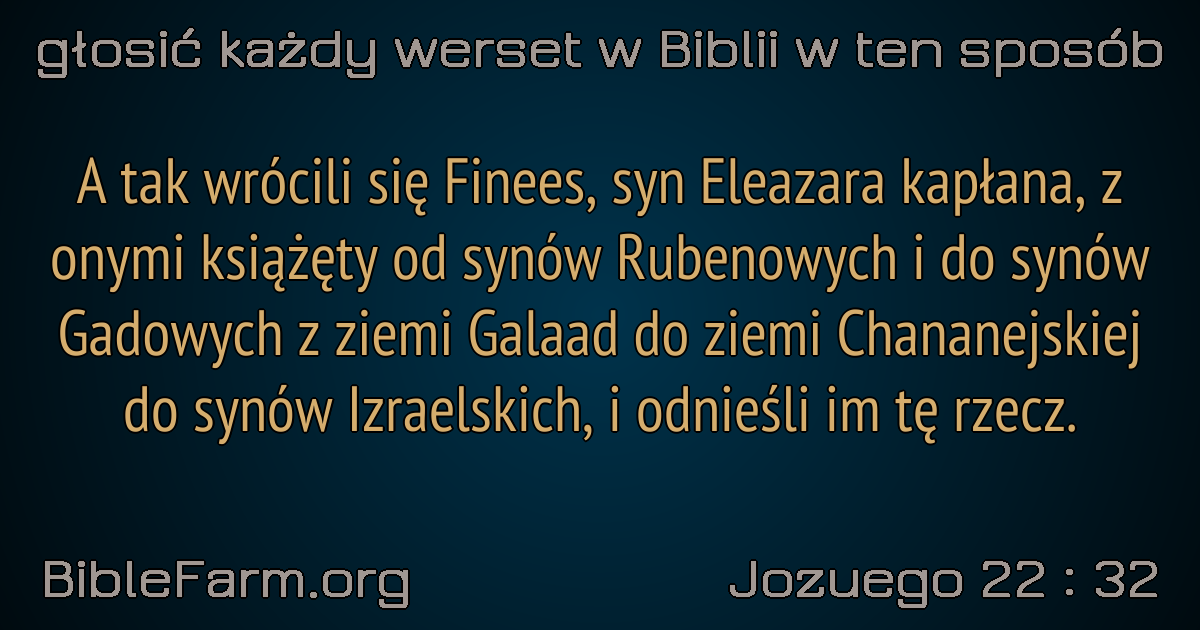 głosić każdy werset w Biblii w ten sposób
A tak wrócili się Finees, syn Eleazara kapłana, z
onymi książęty od synów Rubenowych i do synów
Gadowych z ziemi Galaad do ziemi Chananejskiej
do synów Izraelskich, i odnieśli im tę rzecz.
BibleFarm.org
Jozuego 22 : 32